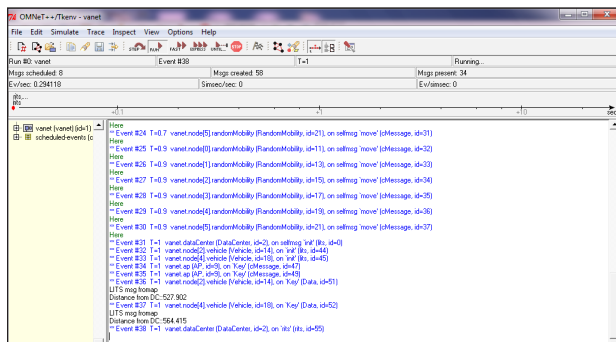 OMNeT++/Tkenv - vanet
File Edit Simulate Trace Inspect View Options Help
STEP RUN FAST EXPRESS UNTIL... STOP
Run #0: vanet Event #38 T=1 Running...
Msgs scheduled: 8 Msgs created: 58 Msgs present: 34
Ev/sec: 0.294118 Simsec/sec: 0 Ev/simsec: 0
rits,...
rits
+0.1 +1 +10 sec
vanet (vanet) (id=1)
scheduled-events (c
Here
** Event #24 T=0.7 vanet.node[5].randomMobility (RandomMobility, id=21), on selfmsg 'move' (cMessage, id=31)
Here
** Event #25 T=0.9 vanet.node[0].randomMobility (RandomMobility, id=11), on selfmsg 'move' (cMessage, id=32)
Here
** Event #26 T=0.9 vanet.node[1].randomMobility (RandomMobility, id=13), on selfmsg 'move' (cMessage, id=33)
Here
** Event #27 T=0.9 vanet.node[2].randomMobility (RandomMobility, id=15), on selfmsg 'move' (cMessage, id=34)
Here
** Event #28 T=0.9 vanet.node[3].randomMobility (RandomMobility, id=17), on selfmsg 'move' (cMessage, id=35)
Here
** Event #29 T=0.9 vanet.node[4].randomMobility (RandomMobility, id=19), on selfmsg 'move' (cMessage, id=36)
Here
** Event #30 T=0.9 vanet.node[5].randomMobility (RandomMobility, id=21), on selfmsg 'move' (cMessage, id=37)
Here
** Event #31 T=1 vanet.dataCenter (DataCenter, id=2), on selfmsg 'init' (lits, id=0)
** Event #32 T=1 vanet.node[2].vehicle (Vehicle, id=14), on 'init' (lits, id=44)
** Event #33 T=1 vanet.node[4].vehicle (Vehicle, id=18), on 'init' (lits, id=45)
** Event #34 T=1 vanet.ap (AP, id=9), on 'Key' (cMessage, id=47)
** Event #35 T=1 vanet.ap (AP, id=9), on 'Key' (cMessage, id=49)
** Event #36 T=1 vanet.node[2].vehicle (Vehicle, id=14), on 'Key' (Data, id=51)
LITS msg fromap
Distance from DC::527.902
** Event #37 T=1 vanet.node[4].vehicle (Vehicle, id=18), on 'Key' (Data, id=52)
LITS msg fromap
Distance from DC::564.415
** Event #38 T=1 vanet.dataCenter (DataCenter, id=2), on 'rits' (rits, id=55)